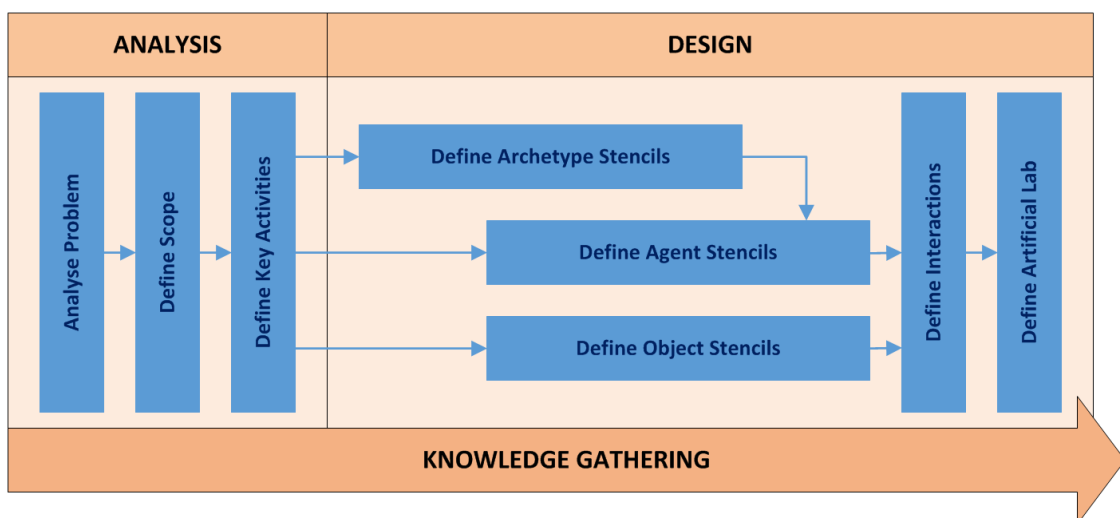 ANALYSIS
DESIGN
Analyse Problem
Define Scope
Define Key Activities
Define Archetype Stencils
Define Agent Stencils
Define Object Stencils
Define Interactions
Define Artificial Lab
KNOWLEDGE GATHERING